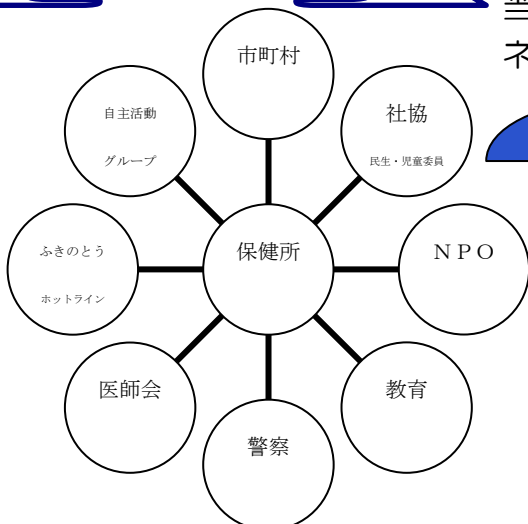 市町村
社協
民生・児童委員
自主活動
グループ
保健所
ＮＰＯ
ふきのとう
ホットライン
医師会
教育
警察
当
ネ